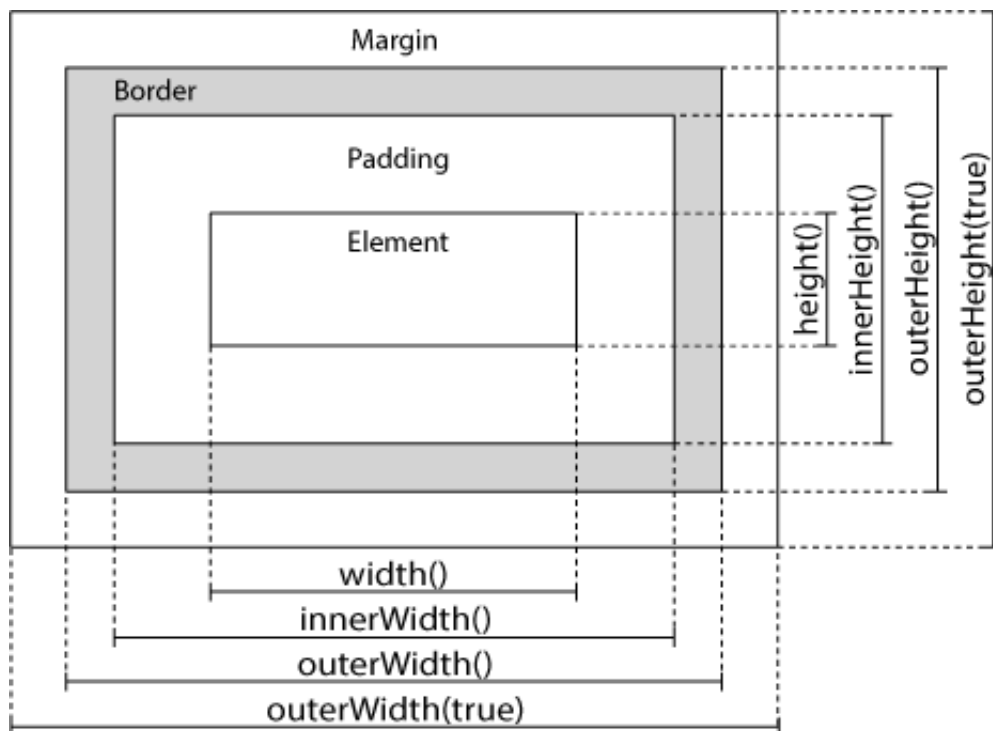 Margin
Border
Padding
Element
height()
innerHeight()
outerHeight()
outerHeight(true)
width()
innerWidth()
outerWidth()
outerWidth(true)